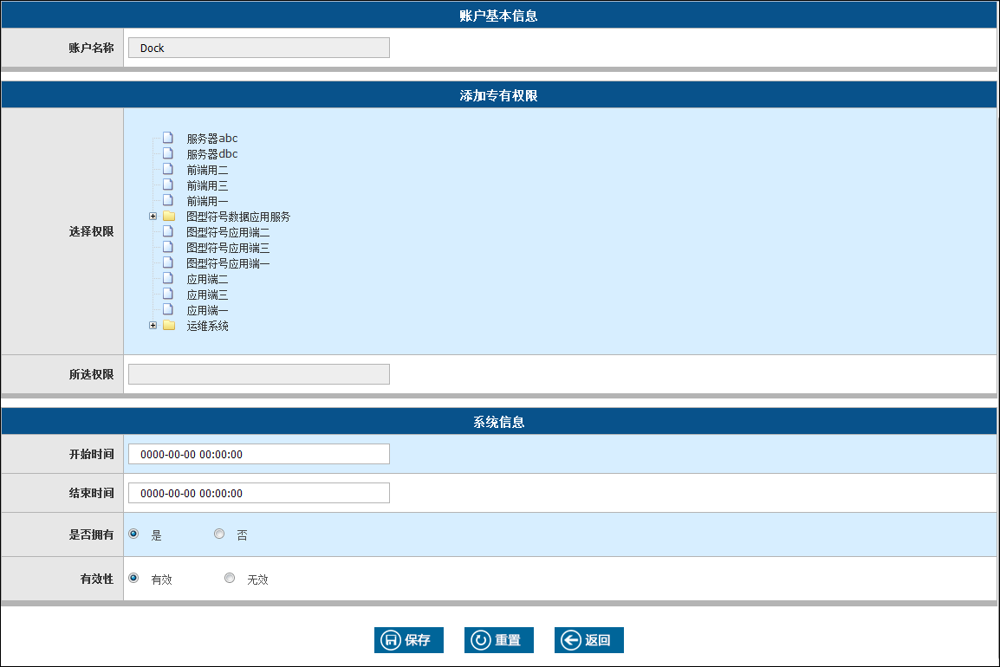 账户基本信息
账户名称 Dock
添加专有权限
选择权限
服务器abc
服务器dbc
前端用二
前端用三
前端用一
图型符号数据应用服务
图型符号应用端二
图型符号应用端三
图型符号应用端一
应用端二
应用端三
应用端一
运维系统
所选权限
系统信息
开始时间 0000-00-00 00:00:00
结束时间 0000-00-00 00:00:00
是否拥有 是 否
有效性 有效 无效
保存 重置 返回